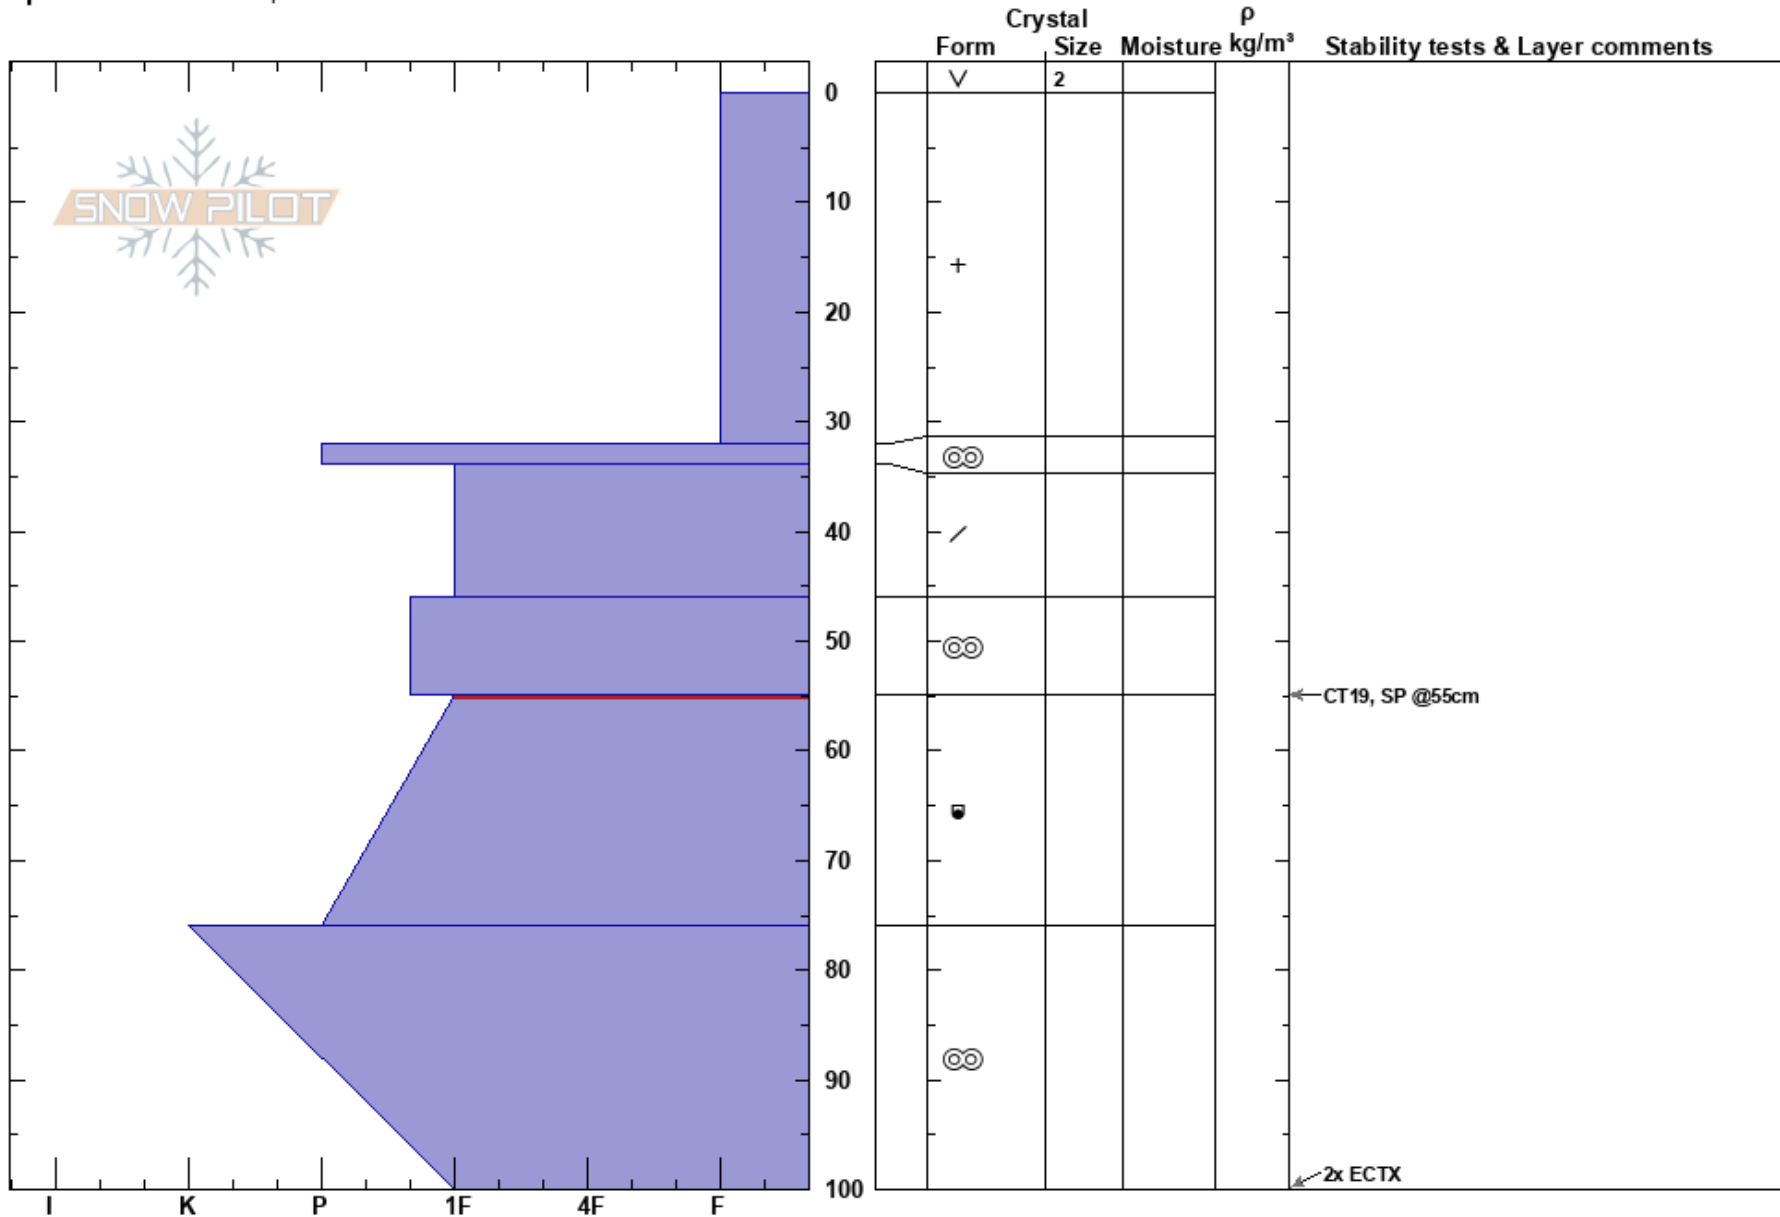 Crystal
ρ
Form Size Moisture kg/m³ Stability tests & Layer comments
2
0
SNOW PILOT
10
20
30
40
50
CT19, SP @55cm
60
70
80
90
2x ECTX
100
I K P 1F 4F F